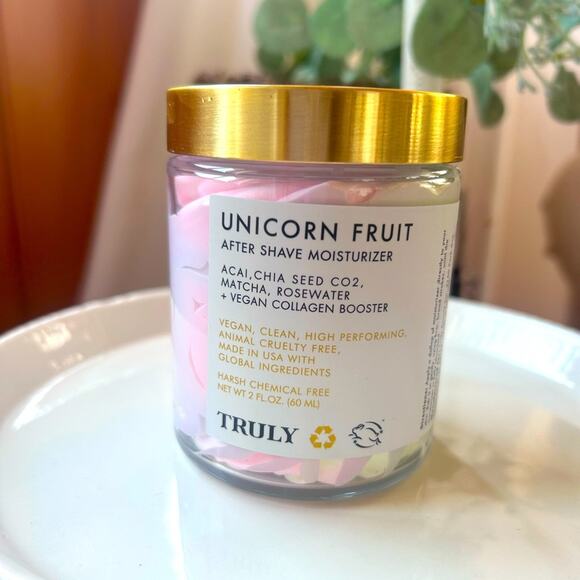 UNICORN FRUIT
AFTER SHAVE MOISTURIZER
ACAI, CHIA SEED CO2,
MATCHA, ROSEWATER
+ VEGAN COLLAGEN BOOSTER
VEGAN, CLEAN, HIGH PERFORMING,
ANIMAL CRUELTY FREE,
MADE IN USA WITH
GLOBAL INGREDIENTS
HARSH CHEMICAL FREE
NET WT 2 FL.OZ. (60 ML)
TRULY